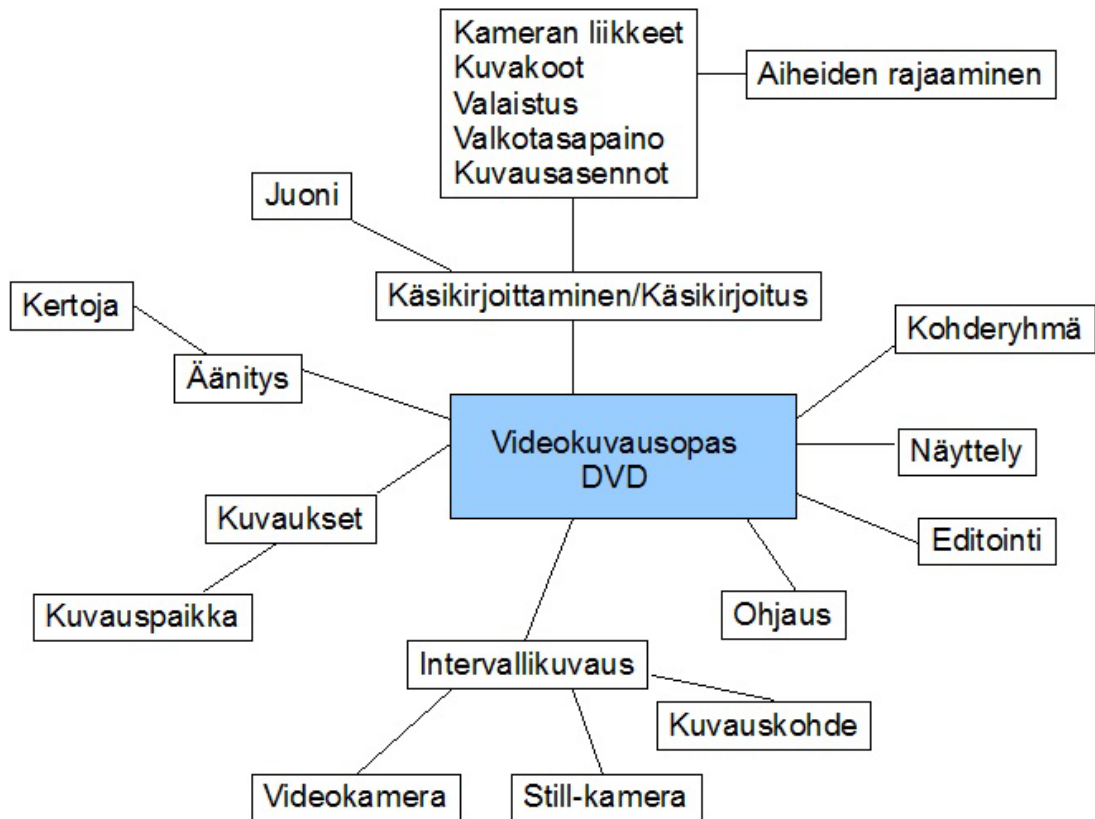 Kameran liikkeet
Kuvakoot
Valaistus
Valkotasapaino
Kuvausasennot
Aiheiden rajaaminen
Juoni
Käsikirjoittaminen/Käsikirjoitus
Kertoja
Äänitys
Kohderyhmä
Videokuvausopas
DVD
Näyttely
Kuvaukset
Editointi
Kuvauspaikka
Ohjaus
Intervallikuvaus
Kuvauskohde
Videokamera
Still-kamera